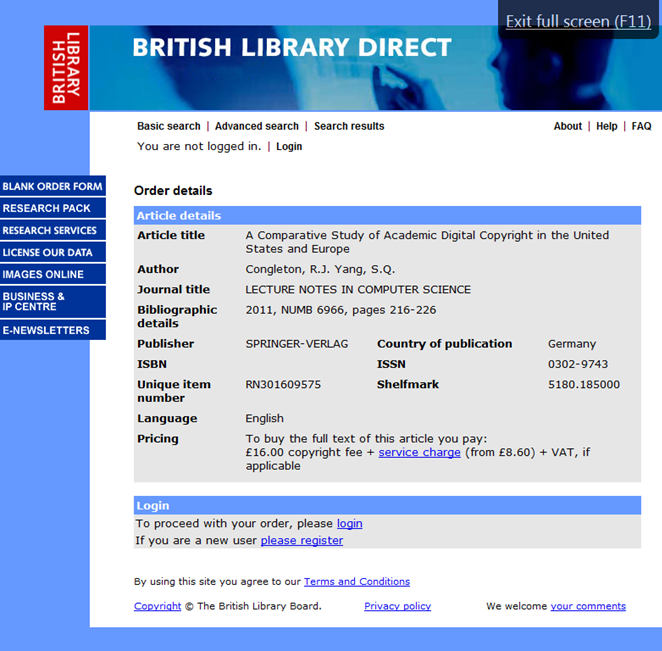 Exit full screen (F11)
BRITISH LIBRARY
BRITISH LIBRARY DIRECT
Basic search | Advanced search | Search results
About | Help | FAQ
You are not logged in. | Login
BLANK ORDER FORM
RESEARCH PACK
RESEARCH SERVICES
LICENSE OUR DATA
IMAGES ONLINE
BUSINESS &
IP CENTRE
E-NEWSLETTERS
Order details
Article details
Article title A Comparative Study of Academic Digital Copyright in the United
States and Europe
Author Congleton, R.J. Yang, S.Q.
Journal title LECTURE NOTES IN COMPUTER SCIENCE
Bibliographic 2011, NUMB 6966, pages 216-226
details
Publisher SPRINGER-VERLAG Country of publication Germany
ISBN ISSN 0302-9743
Unique item RN301609575 Shelfmark 5180.185000
number
Language English
Pricing To buy the full text of this article you pay:
£16.00 copyright fee + service charge (from £8.60) + VAT, if
applicable
Login
To proceed with your order, please login
If you are a new user please register
By using this site you agree to our Terms and Conditions
Copyright © The British Library Board. Privacy policy We welcome your comments